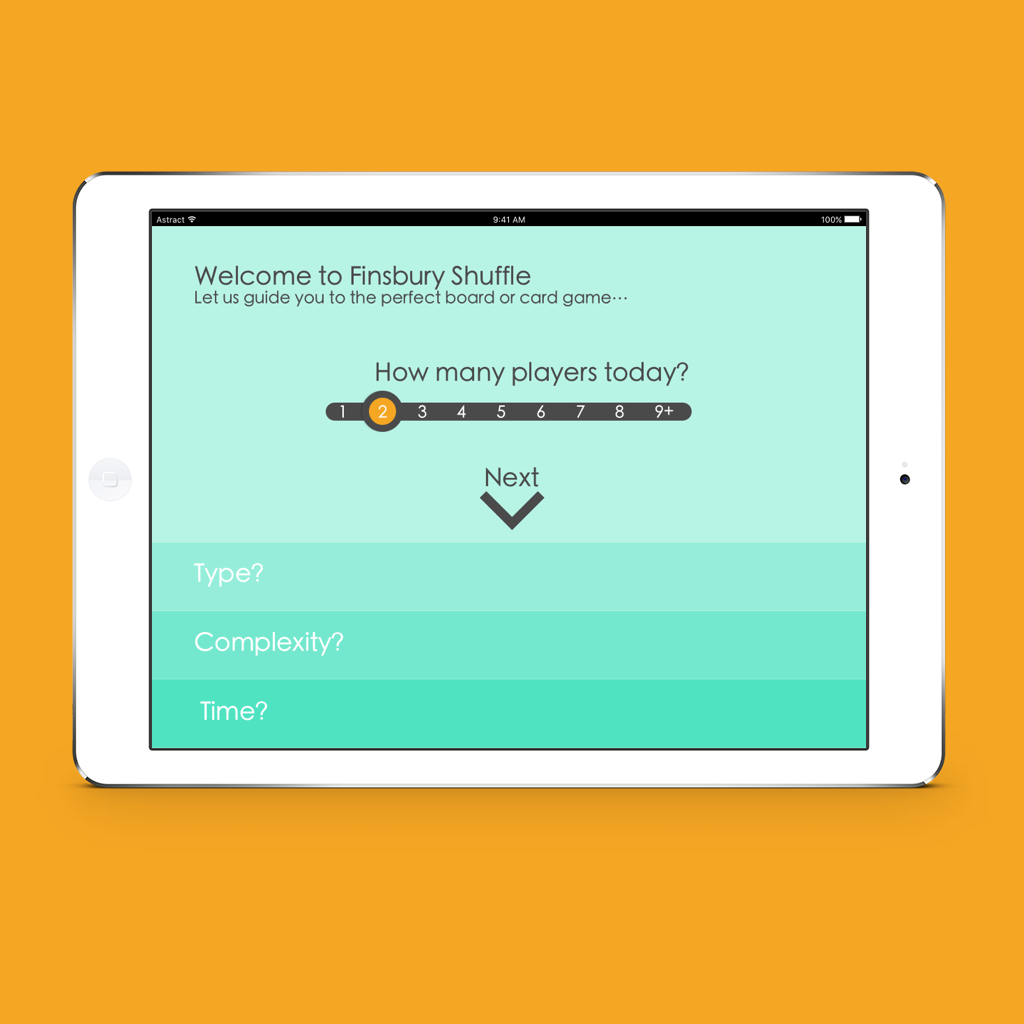 Astract 9:41 AM 100%
Welcome to Finsbury Shuffle
Let us guide you to the perfect board or card game···
How many players today?
1 2 3 4 5 6 7 8 9+
Next
Type?
Complexity?
Time?